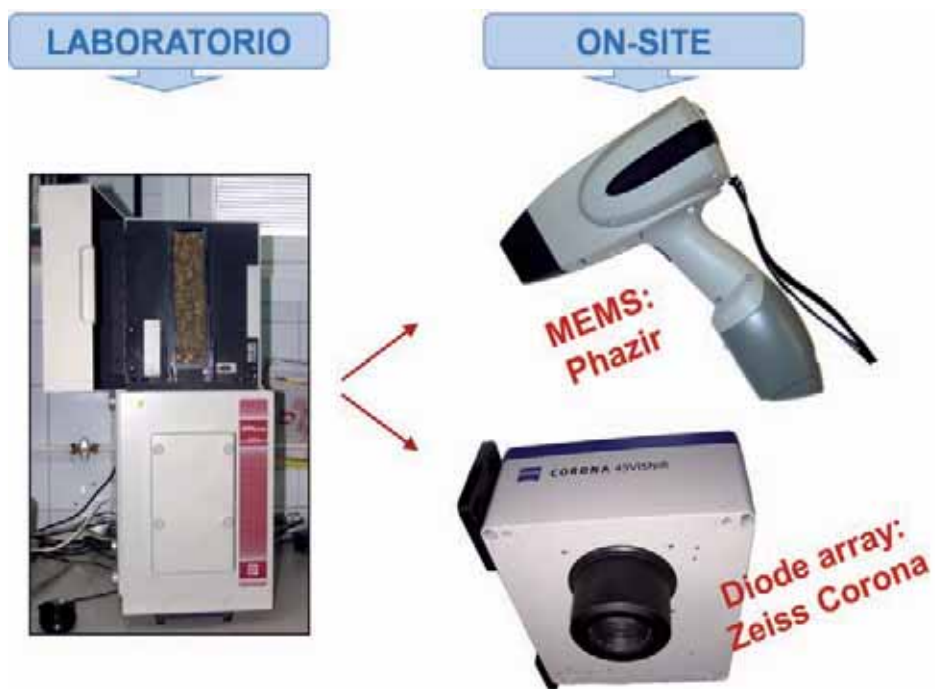 LABORATORIO
ON-SITE
MEMS:
Phazir
CORONA 45VISNIR
Diode array:
Zeiss Corona